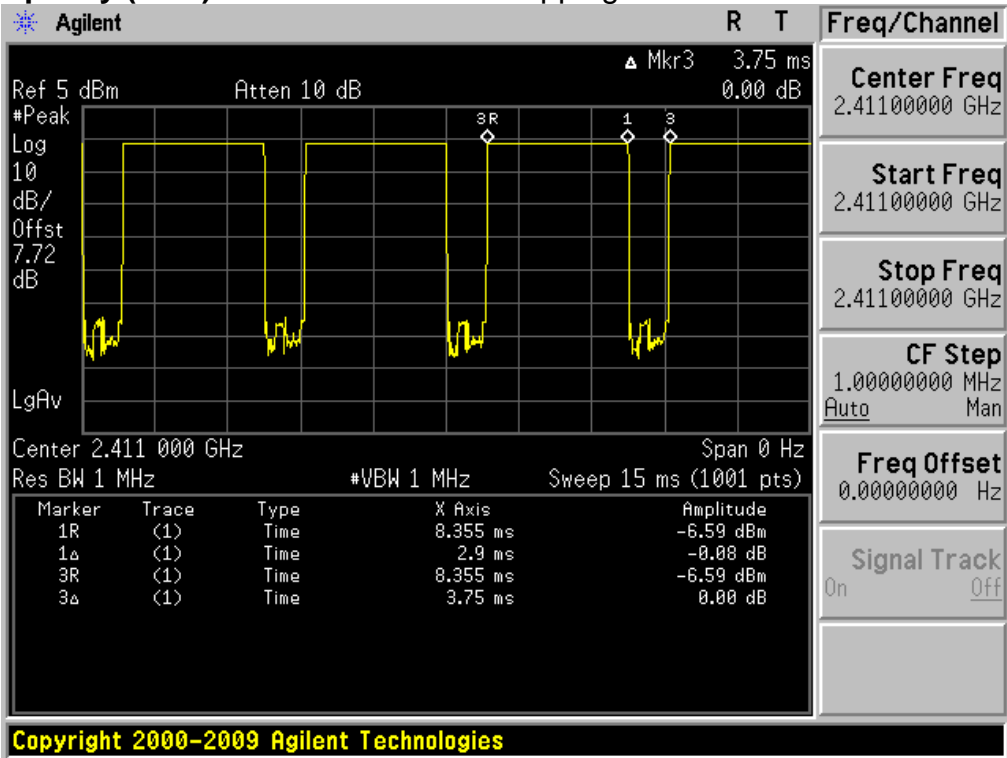 Agilent R T Freq/Channel
Δ Mkr3 3.75 ms
Ref 5 dBm Atten 10 dB 0.00 dB
#Peak
Log
10
dB/
Offst
7.72
dB
LgAv
3R 1 3
Center 2.411 000 GHz Span 0 Hz
Res BW 1 MHz #VBW 1 MHz Sweep 15 ms (1001 pts)
Marker Trace Type X Axis Amplitude
1R (1) Time 8.355 ms -6.59 dBm
1Δ (1) Time 2.9 ms -0.08 dB
3R (1) Time 8.355 ms -6.59 dBm
3Δ (1) Time 3.75 ms 0.00 dB
Center Freq
2.41100000 GHz
Start Freq
2.41100000 GHz
Stop Freq
2.41100000 GHz
CF Step
1.00000000 MHz
Auto Man
Freq Offset
0.00000000 Hz
Signal Track
On Off
Copyright 2000-2009 Agilent Technologies